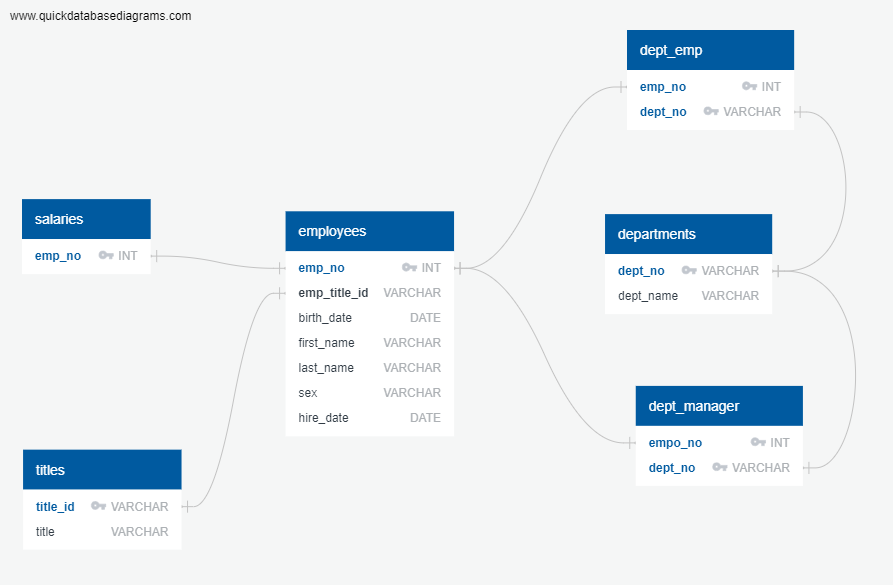 www.quickdatabasediagrams.com
dept_emp
emp_no INT
dept_no VARCHAR
salaries
emp_no INT
employees
emp_no INT
emp_title_id VARCHAR
birth_date DATE
first_name VARCHAR
last_name VARCHAR
sex VARCHAR
hire_date DATE
departments
dept_no VARCHAR
dept_name VARCHAR
dept_manager
empo_no INT
dept_no VARCHAR
titles
title_id VARCHAR
title VARCHAR